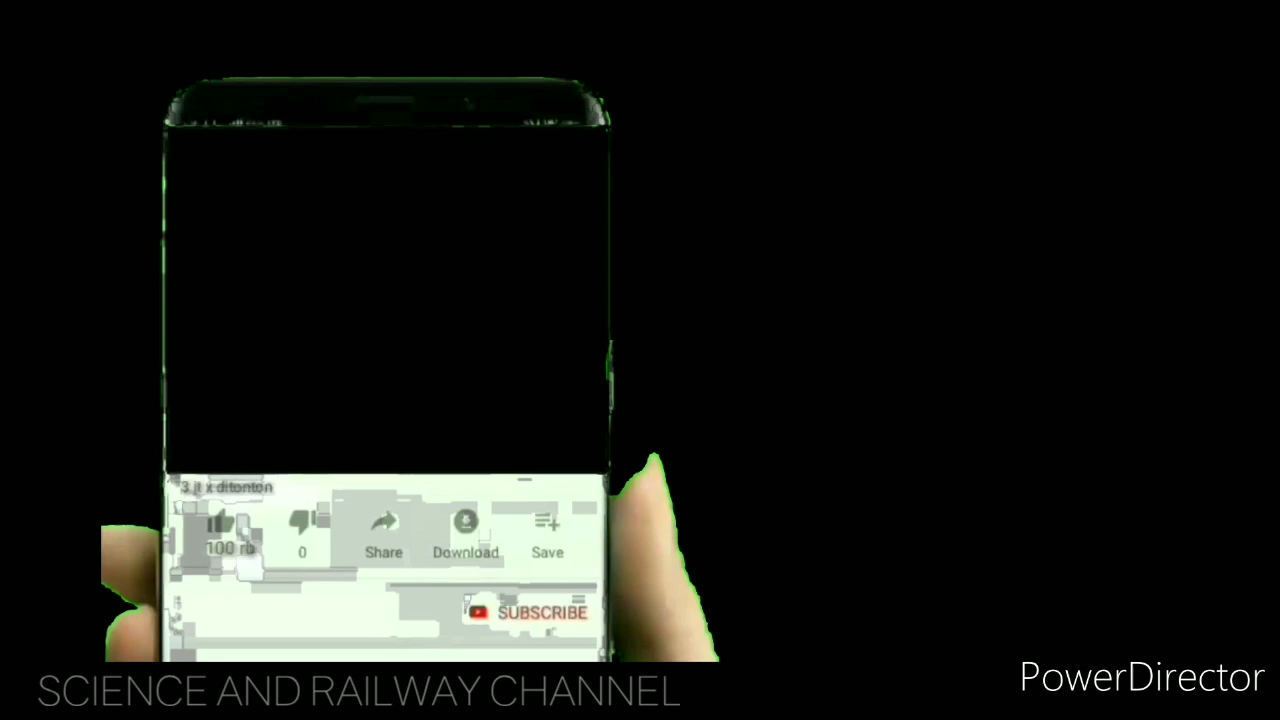 3 jt x ditonton
100 rb
0
Share
Download
Save
SUBSCRIBE
SCIENCE AND RAILWAY CHANNEL
PowerDirector